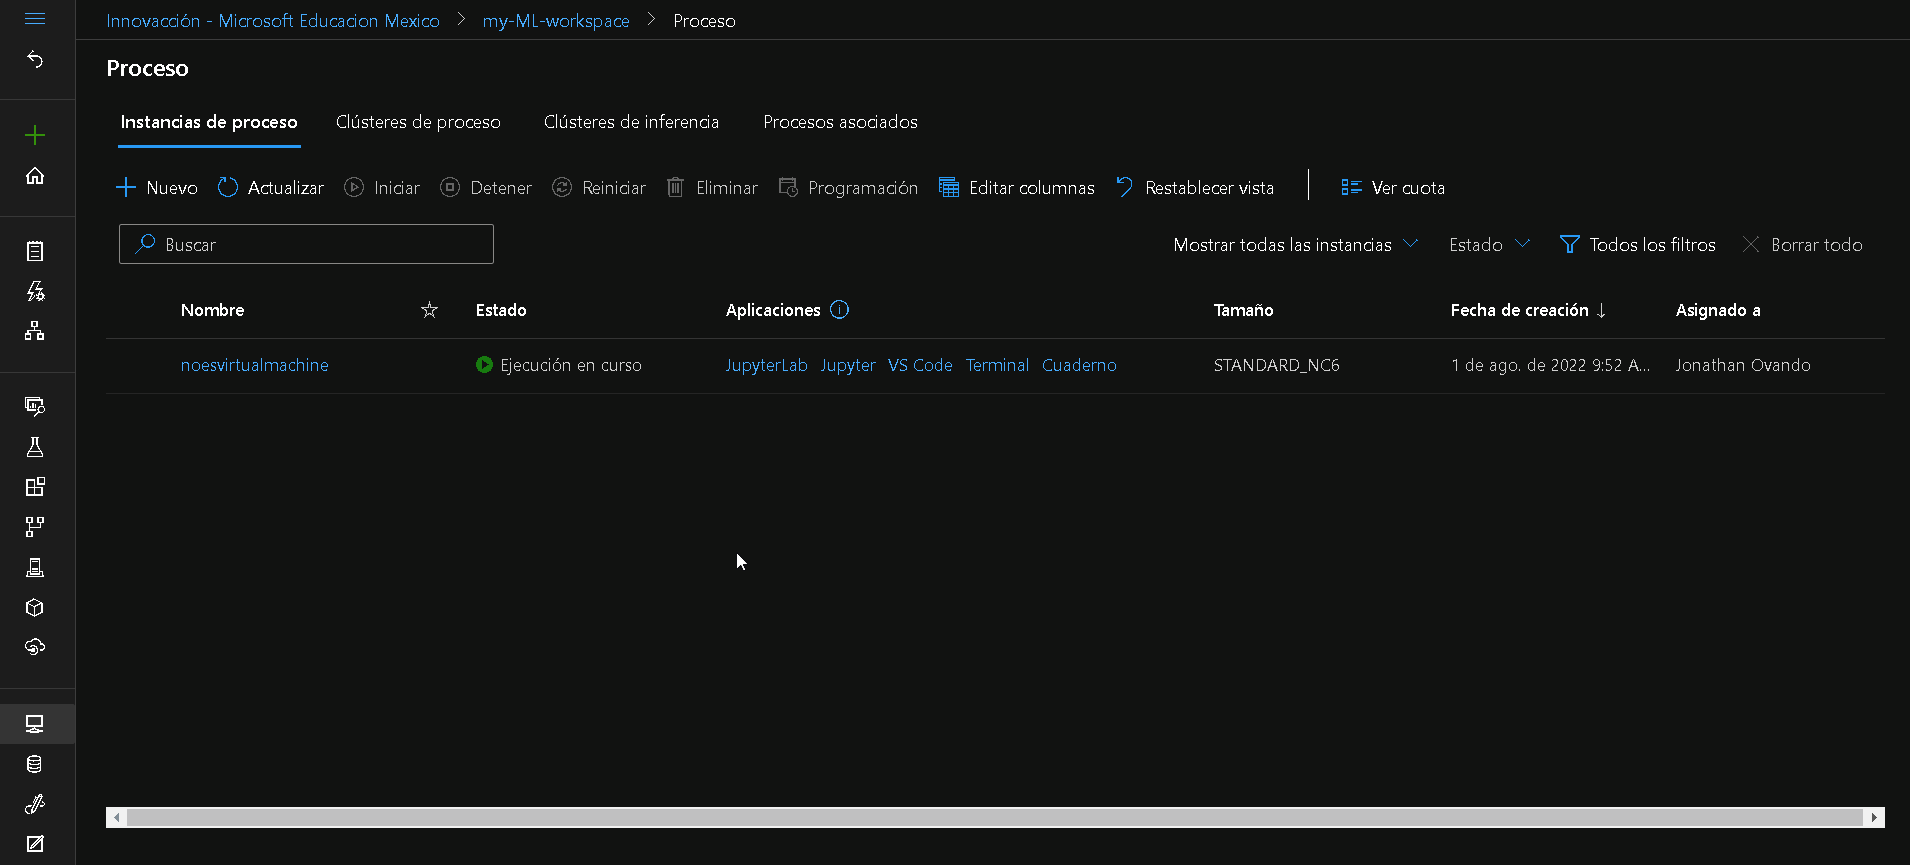 Innovacción - Microsoft Educacion Mexico > my-ML-workspace > Proceso
Proceso
Instancias de proceso Clústeres de proceso Clústeres de inferencia Procesos asociados
Nuevo Actualizar Iniciar Detener Reiniciar Eliminar Programación Editar columnas Restablecer vista Ver cuota
Buscar Mostrar todas las instancias Estado Todos los filtros Borrar todo
Nombre Estado Aplicaciones Tamaño Fecha de creación ↓ Asignado a
noesvirtualmachine Ejecución en curso JupyterLab Jupyter VS Code Terminal Cuaderno STANDARD_NC6 1 de ago. de 2022 9:52 A... Jonathan Ovando